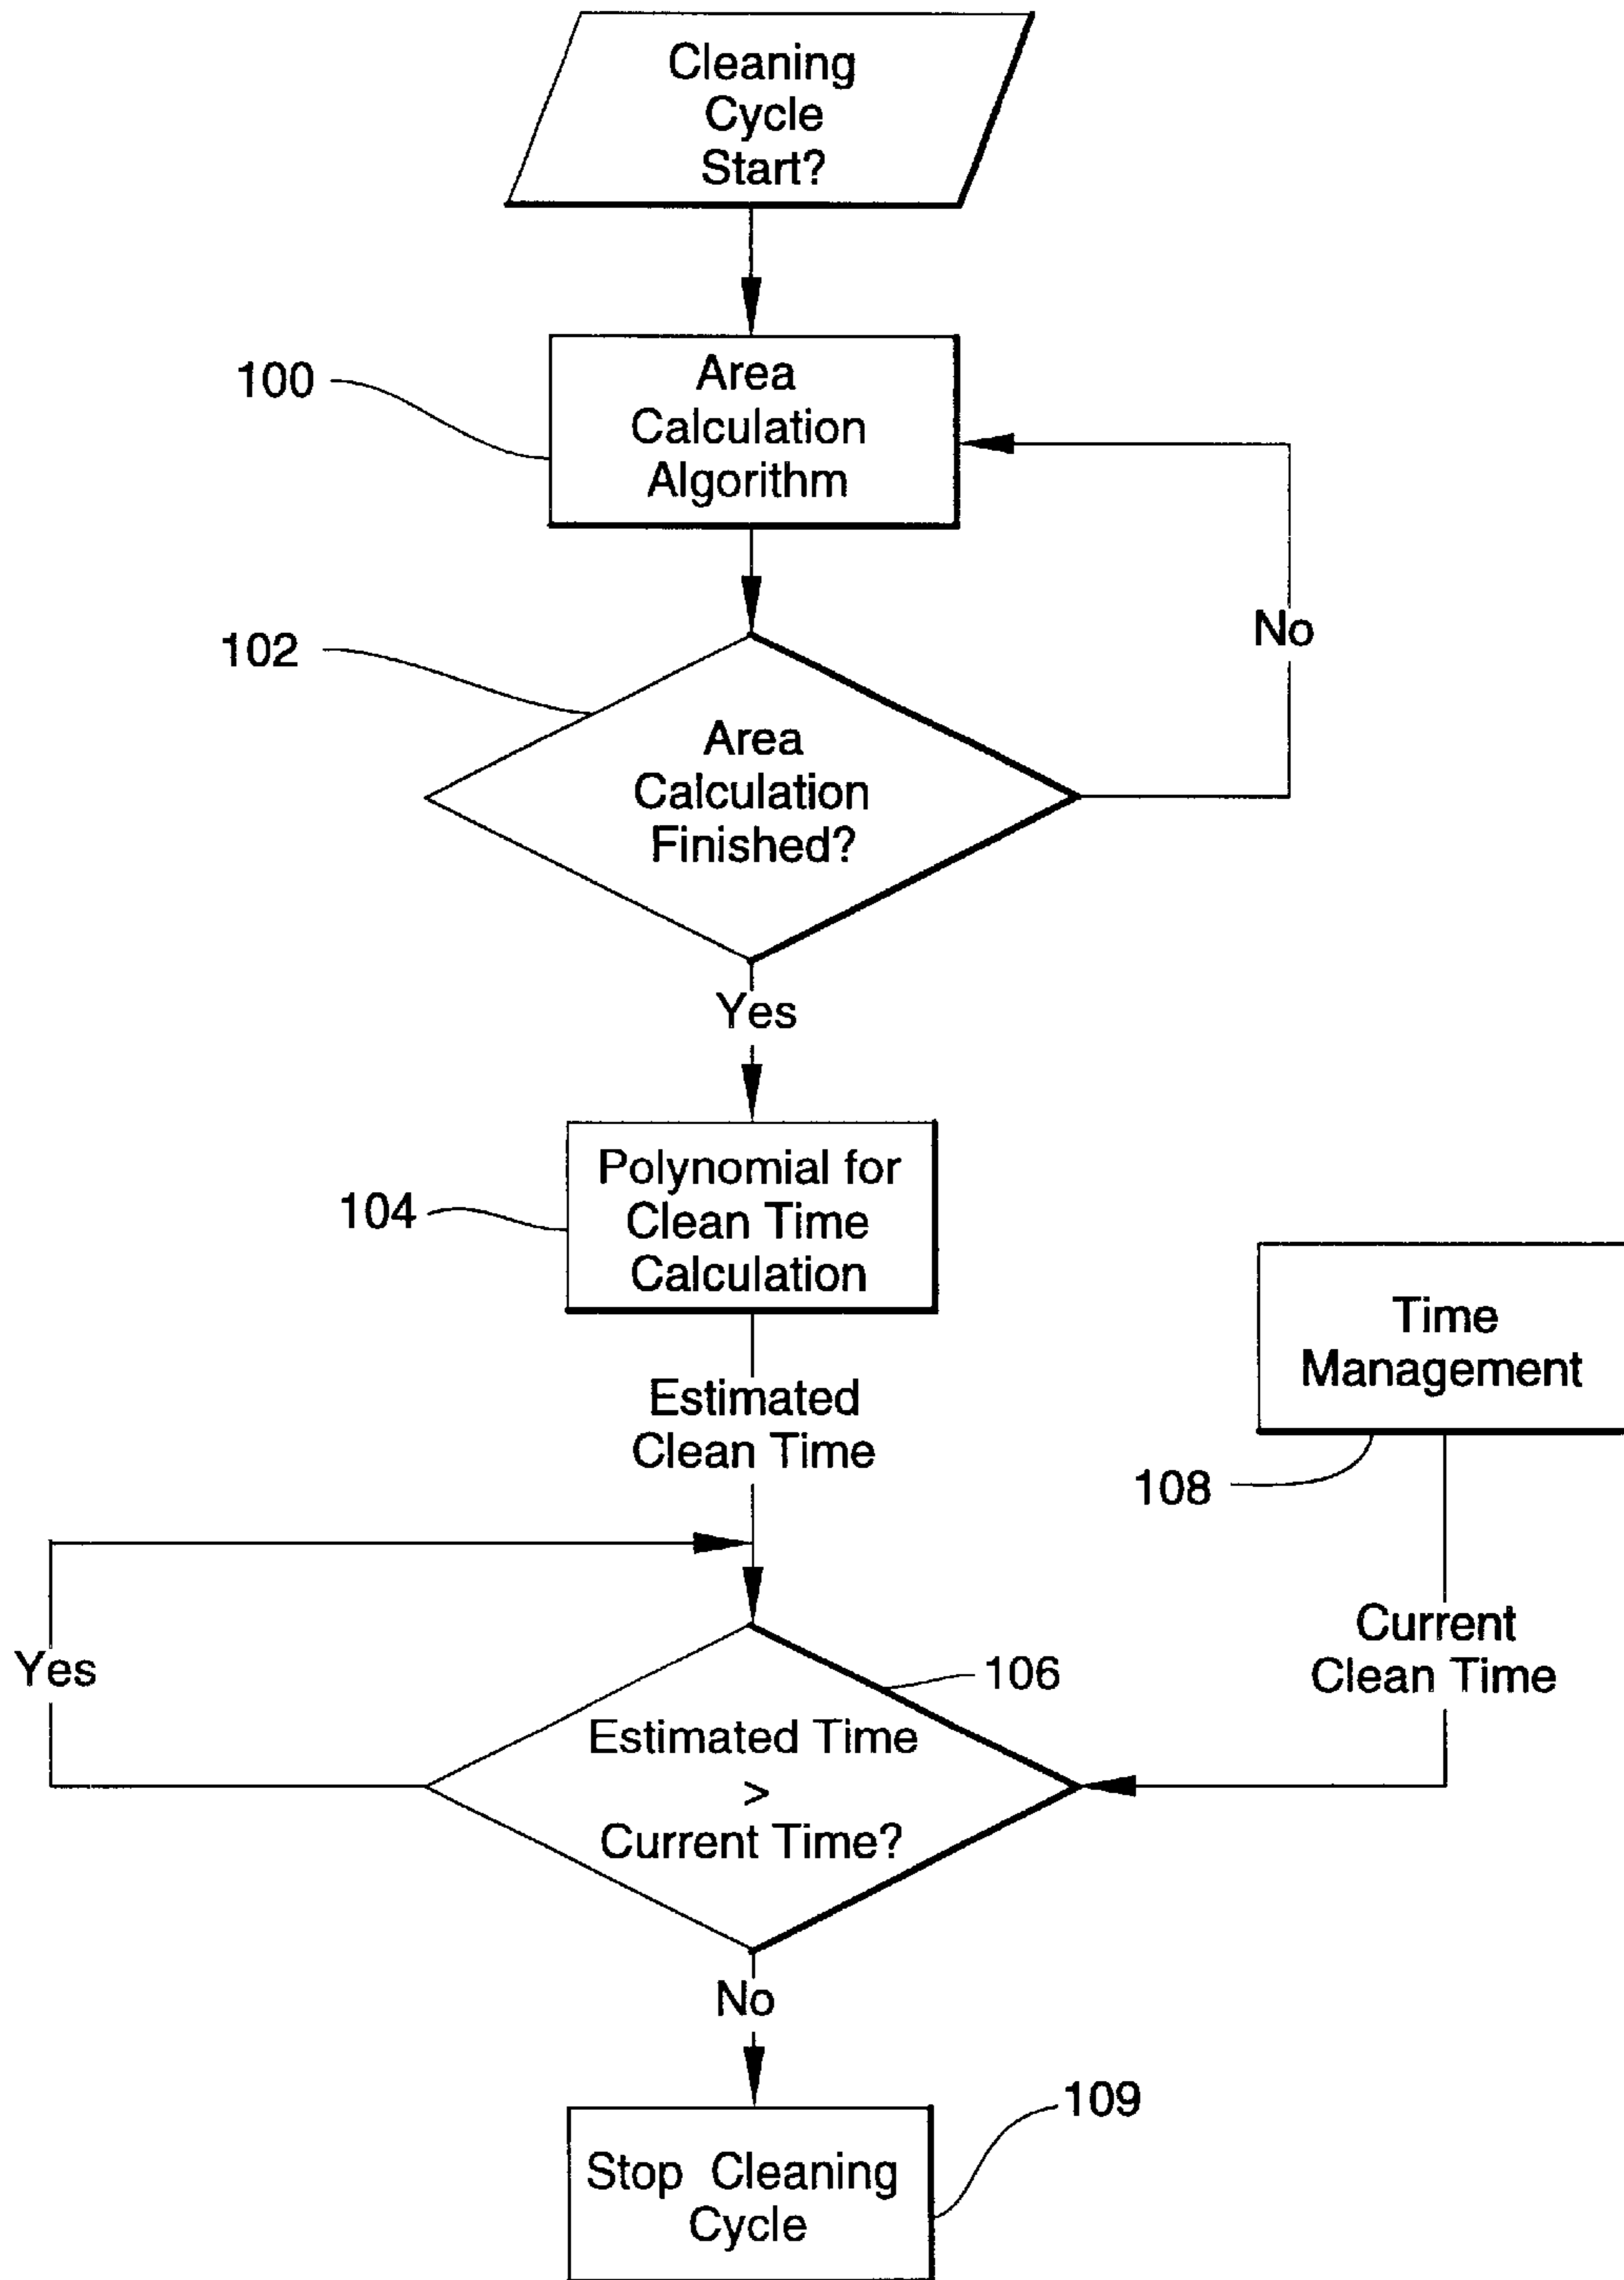 Cleaning
Cycle
Start?
100
Area
Calculation
Algorithm
No
102
Area
Calculation
Finished?
Yes
104
Polynomial for
Clean Time
Calculation
Time
Management
108
Estimated
Clean Time
Current
Clean Time
Yes
106
Estimated Time
>
Current Time?
No
109
Stop Cleaning
Cycle